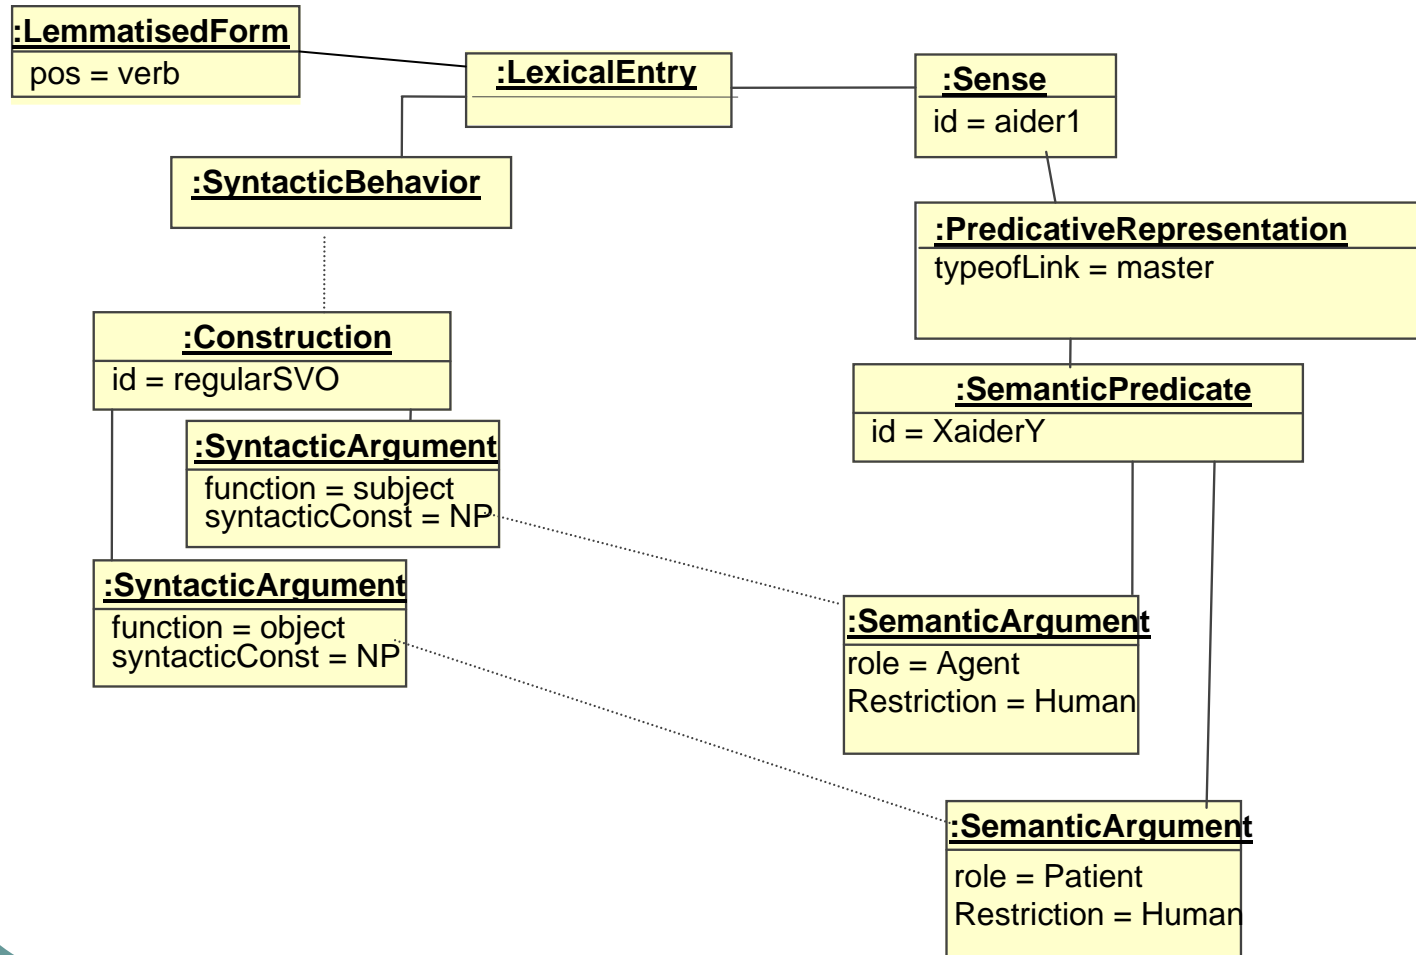 :LemmatisedForm
pos = verb
:LexicalEntry
:Sense
id = aider1
:SyntacticBehavior
:PredicativeRepresentation
typeofLink = master
:Construction
id = regularSVO
:SemanticPredicate
id = XaiderY
:SyntacticArgument
function = subject
syntacticConst = NP
:SyntacticArgument
function = object
syntacticConst = NP
:SemanticArgument
role = Agent
Restriction = Human
:SemanticArgument
role = Patient
Restriction = Human